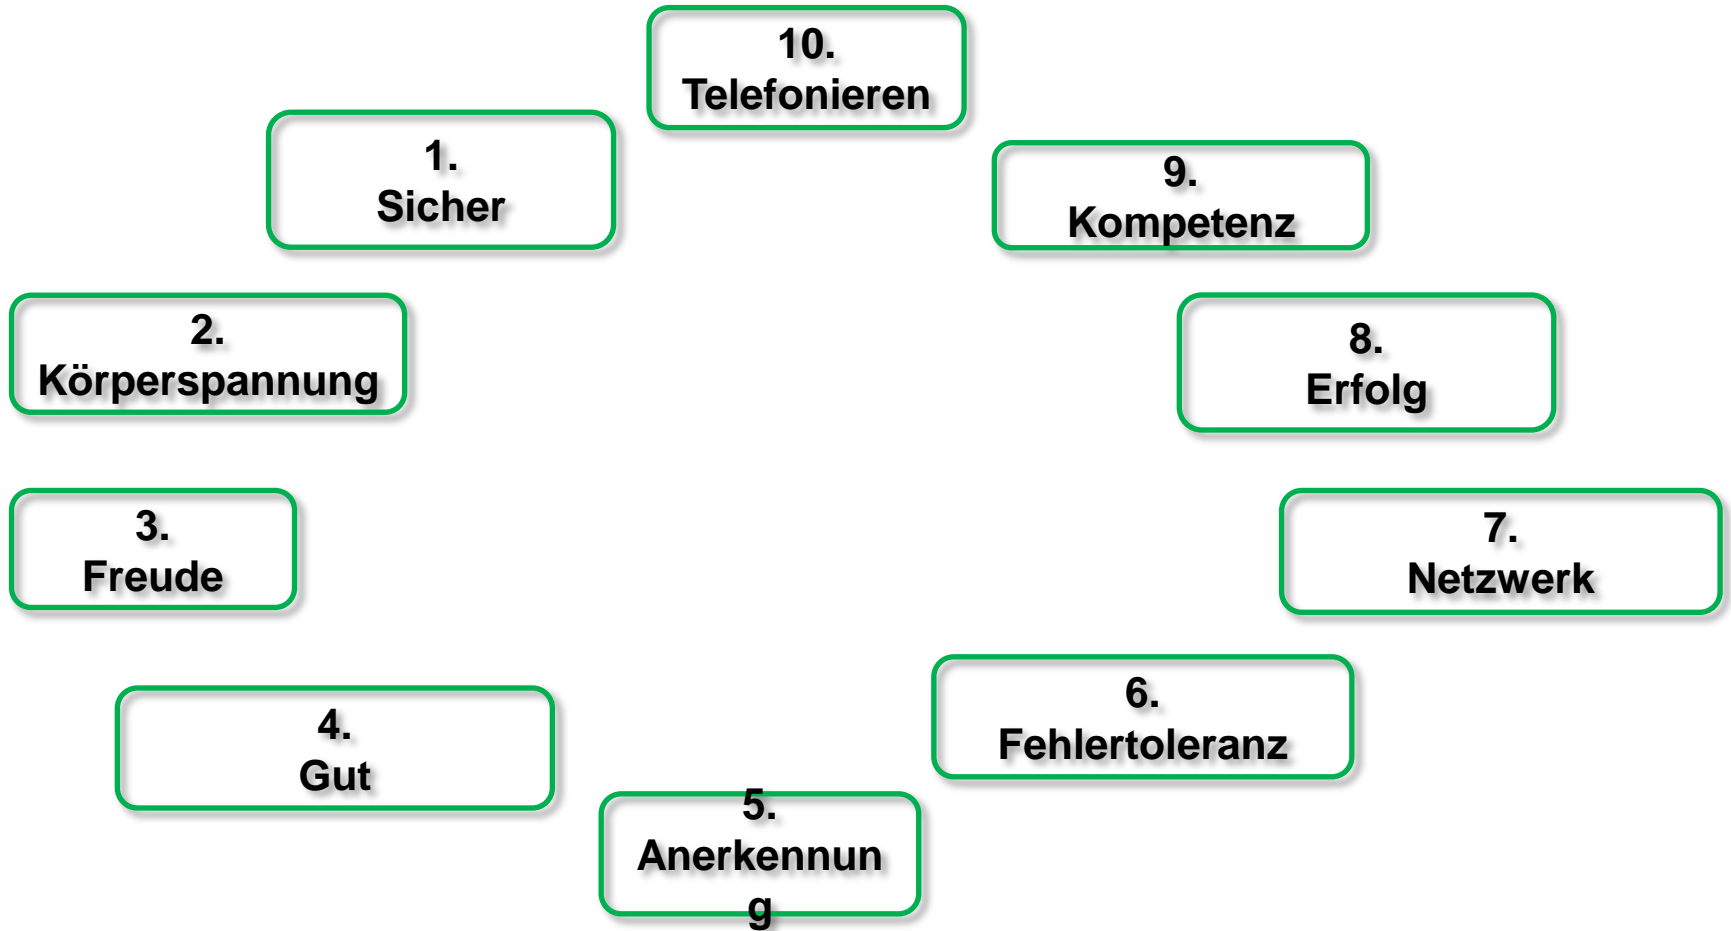 10.
Telefonieren
1.
Sicher
9.
Kompetenz
2.
Körperspannung
8.
Erfolg
3.
Freude
7.
Netzwerk
4.
Gut
6.
Fehlertoleranz
5.
Anerkennun
g